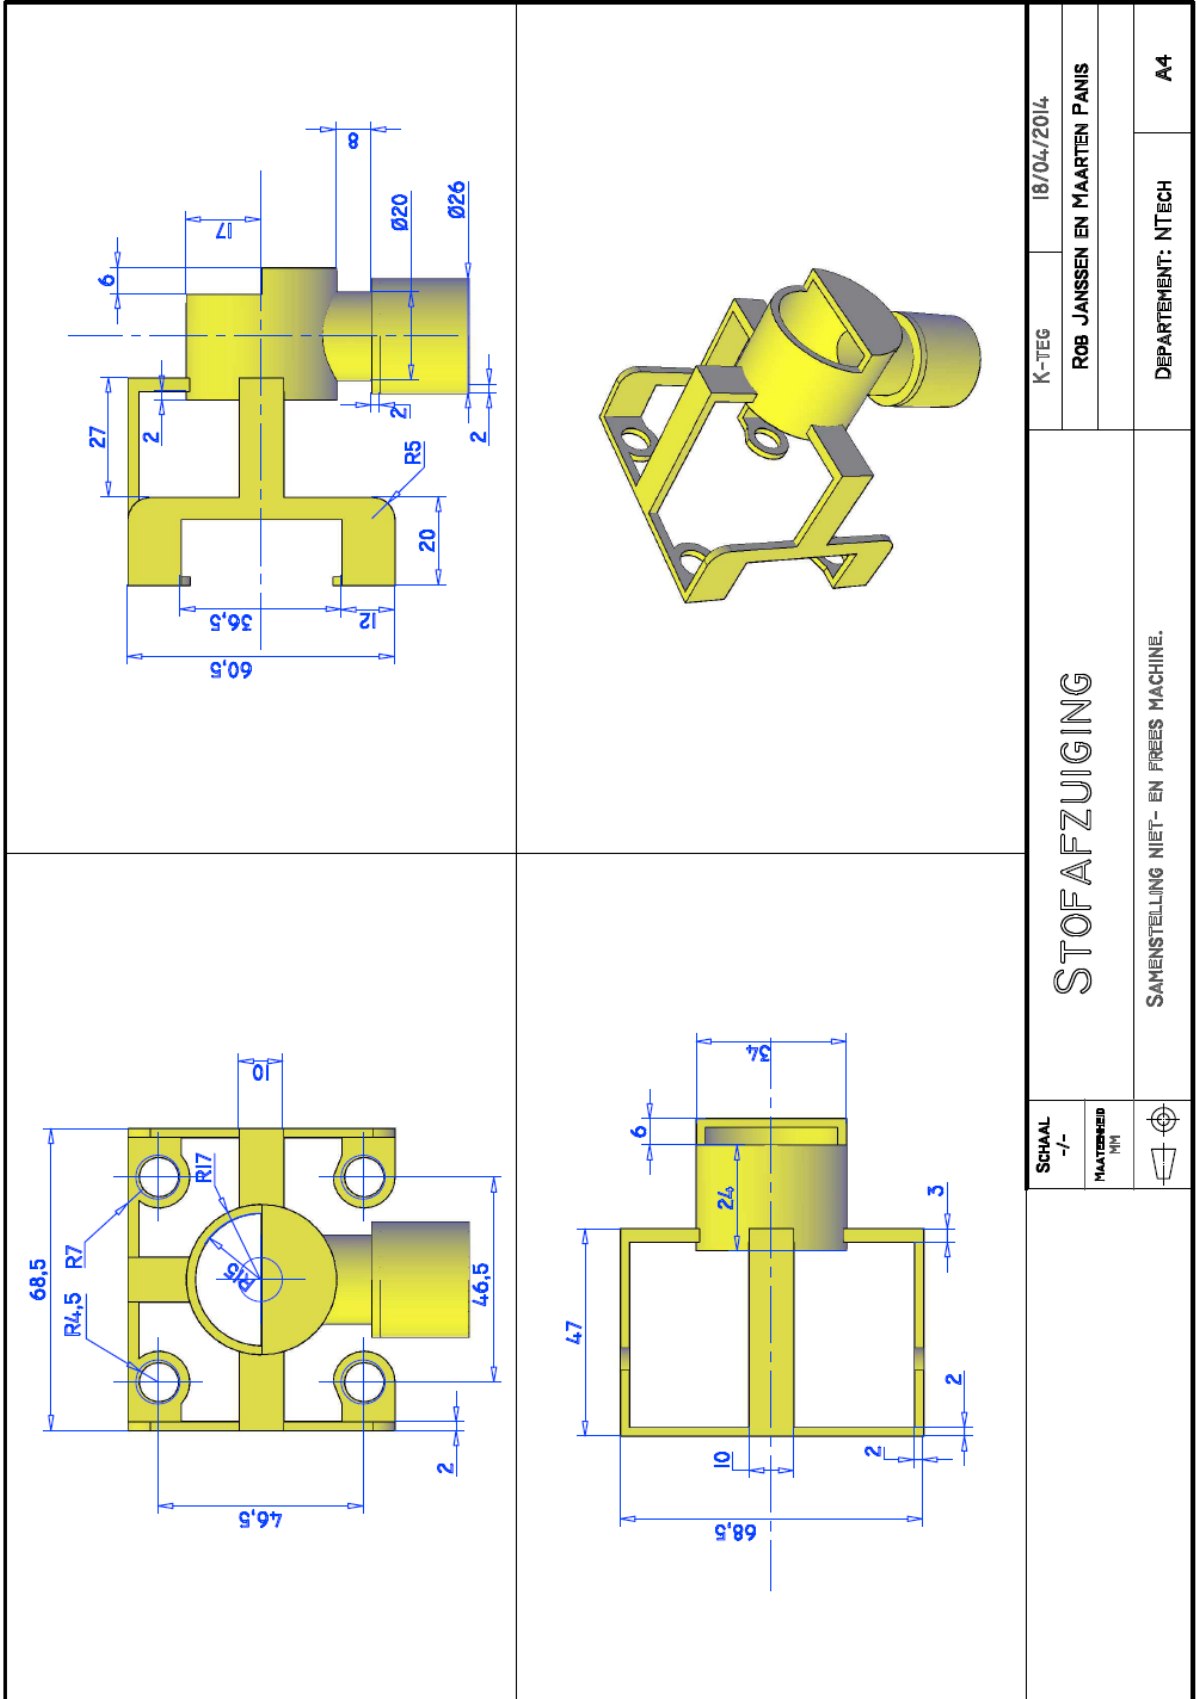 68,5
R4,5
R7
R17
R15
10
46,5
46,5
2
6
17
8
Ø20
Ø26
27
2
2
2
R5
20
36,5
12
60,5
34
6
24
3
47
10
2
2
68,5
SCHAAL
-/-
MAATEENHEID
MM
STOFAFZUIGING
SAMENSTELLING NIET- EN FREES MACHINE.
K-TEG
18/04/2014
ROB JANSSEN EN MAARTEN PANIS
DEPARTEMENT: NTECH
A4